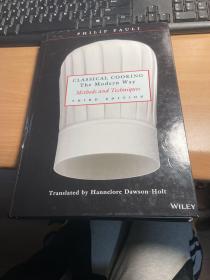 PHILIP PAULI
CLASSICAL COOKING
The Modern Way
Methods and Techniques
THIRD EDITION
Translated by Hannelore Dawson-Holt
WILEY